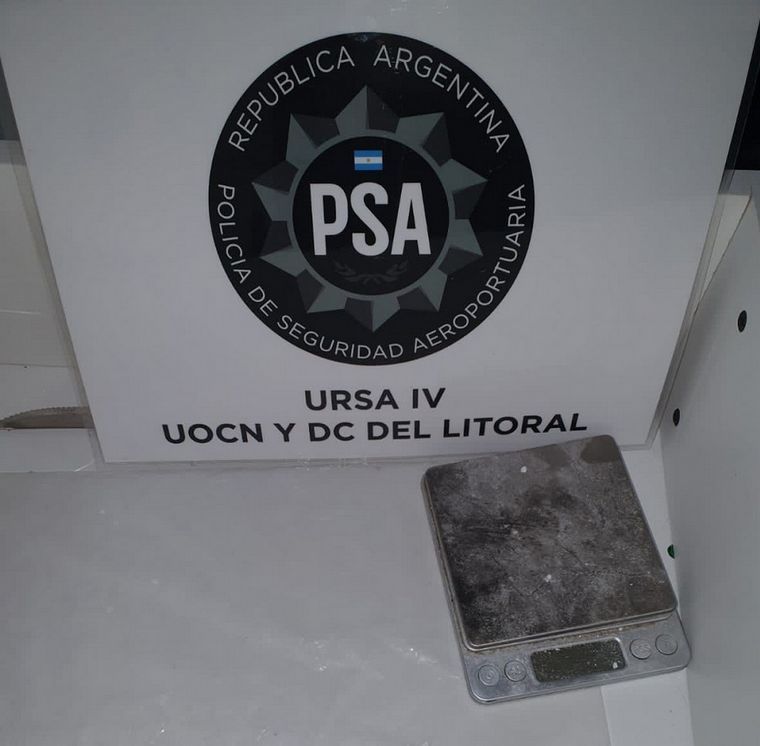 REPUBLICA ARGENTINA
PSA
POLICIA DE SEGURIDAD AEROPORTUARIA
URSA IV
UOCN Y DC DEL LITORAL